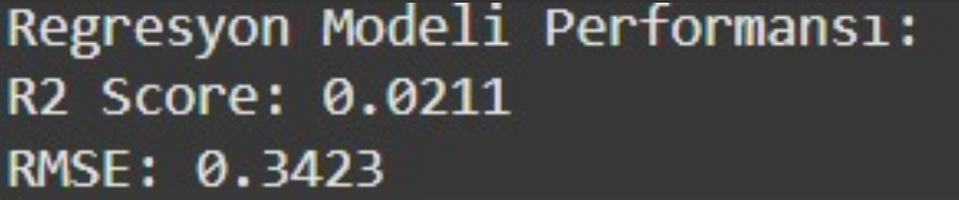 Regresyon Modeli Performansı:
R2 Score: 0.0211
RMSE: 0.3423